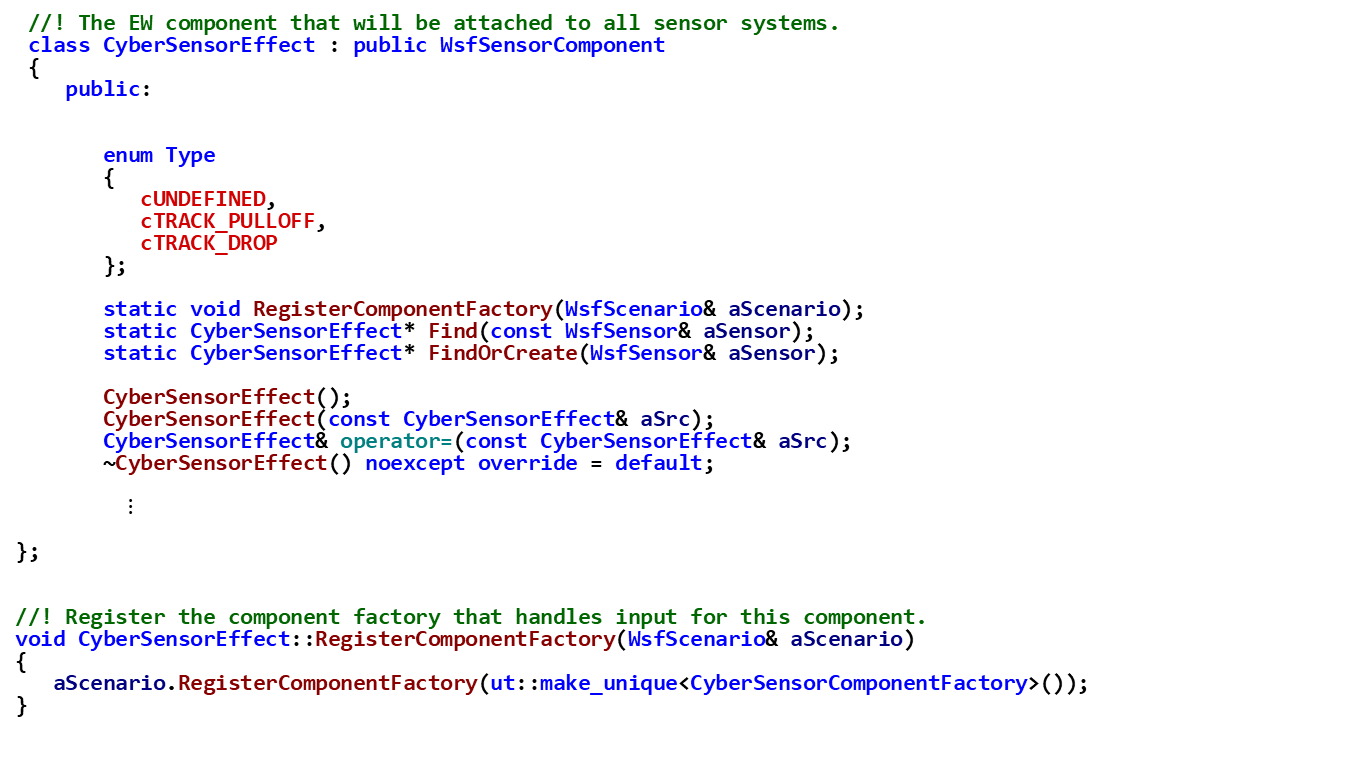 //! The EW component that will be attached to all sensor systems.
class CyberSensorEffect : public WsfSensorComponent
{
public:
enum Type
{
cUNDEFINED,
cTRACK_PULLOFF,
cTRACK_DROP
};
static void RegisterComponentFactory(WsfScenario& aScenario);
static CyberSensorEffect* Find(const WsfSensor& aSensor);
static CyberSensorEffect* FindOrCreate(WsfSensor& aSensor);
CyberSensorEffect();
CyberSensorEffect(const CyberSensorEffect& aSrc);
CyberSensorEffect& operator=(const CyberSensorEffect& aSrc);
~CyberSensorEffect() noexcept override = default;
⋮
};
//! Register the component factory that handles input for this component.
void CyberSensorEffect::RegisterComponentFactory(WsfScenario& aScenario)
{
aScenario.RegisterComponentFactory(ut::make_unique<CyberSensorComponentFactory>());
}